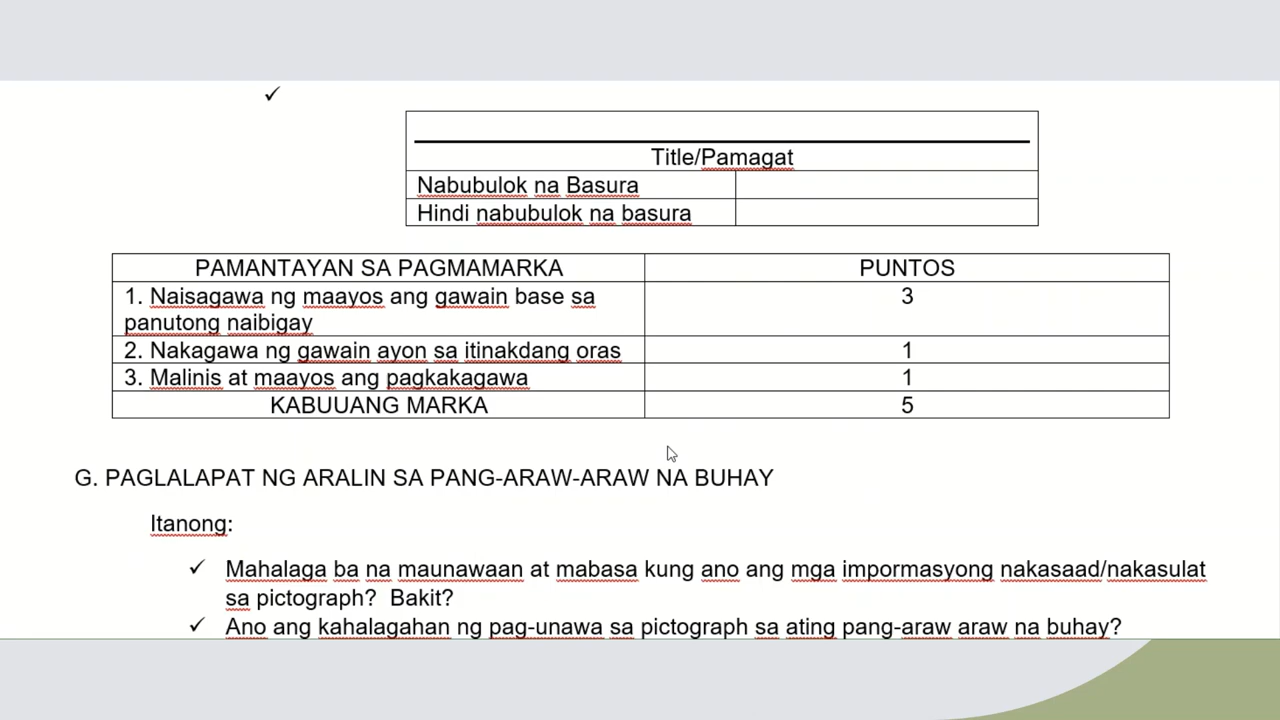 ✓
Title/Pamagat
Nabubulok na Basura
Hindi nabubulok na basura
PAMANTAYAN SA PAGMAMARKA PUNTOS
1. Naisagawa ng maayos ang gawain base sa 3
panutong naibigay
2. Nakagawa ng gawain ayon sa itinakdang oras 1
3. Malinis at maayos ang pagkakagawa 1
KABUUANG MARKA 5
G. PAGLALAPAT NG ARALIN SA PANG-ARAW-ARAW NA BUHAY
Itanong:
✓ Mahalaga ba na maunawaan at mabasa kung ano ang mga impormasyong nakasaad/nakasulat
sa pictograph? Bakit?
✓ Ano ang kahalagahan ng pag-unawa sa pictograph sa ating pang-araw araw na buhay?